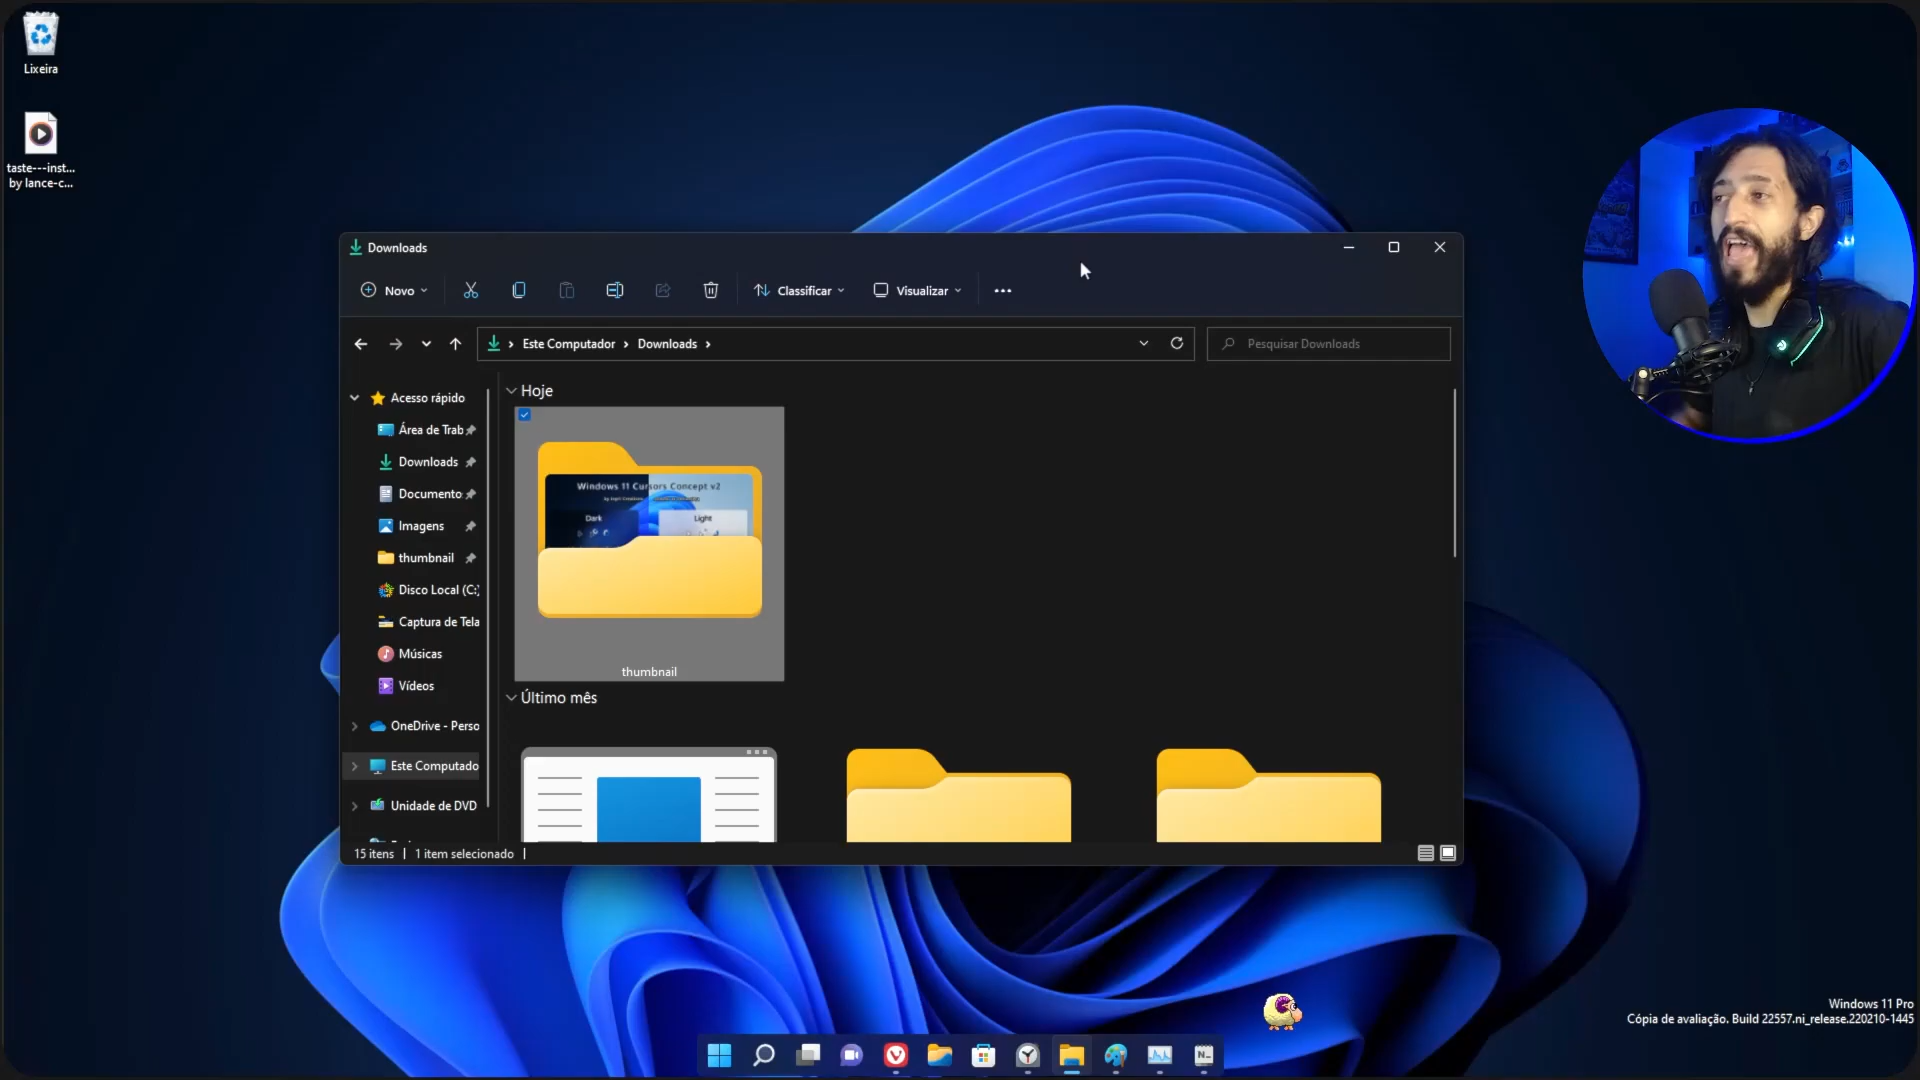 Lixeira
taste---inst...
by lance-c...
Downloads
Novo
Classificar
Visualizar
Este Computador
Downloads
Pesquisar Downloads
Acesso rápido
Área de Trab
Downloads
Documento
Imagens
thumbnail
Disco Local (C:)
Captura de Tela
Músicas
Vídeos
OneDrive - Perso
Este Computado
Unidade de DVD
Hoje
Windows 11 Cursors Concept v2
Dark
Light
thumbnail
Último mês
15 itens
1 item selecionado
Windows 11 Pro
Cópia de avaliação. Build 22557.ni_release.220210-1445